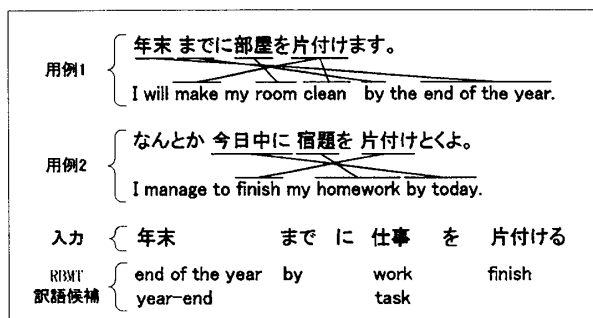 用例1
年末 までに部屋を片付けます。
I will make my room clean by the end of the year.
用例2
なんとか 今日中に 宿題を 片付けとくよ。
I manage to finish my homework by today.
入力 年末 まで に 仕事 を 片付ける
RBMT 訳語候補
end of the year by work finish
year-end task